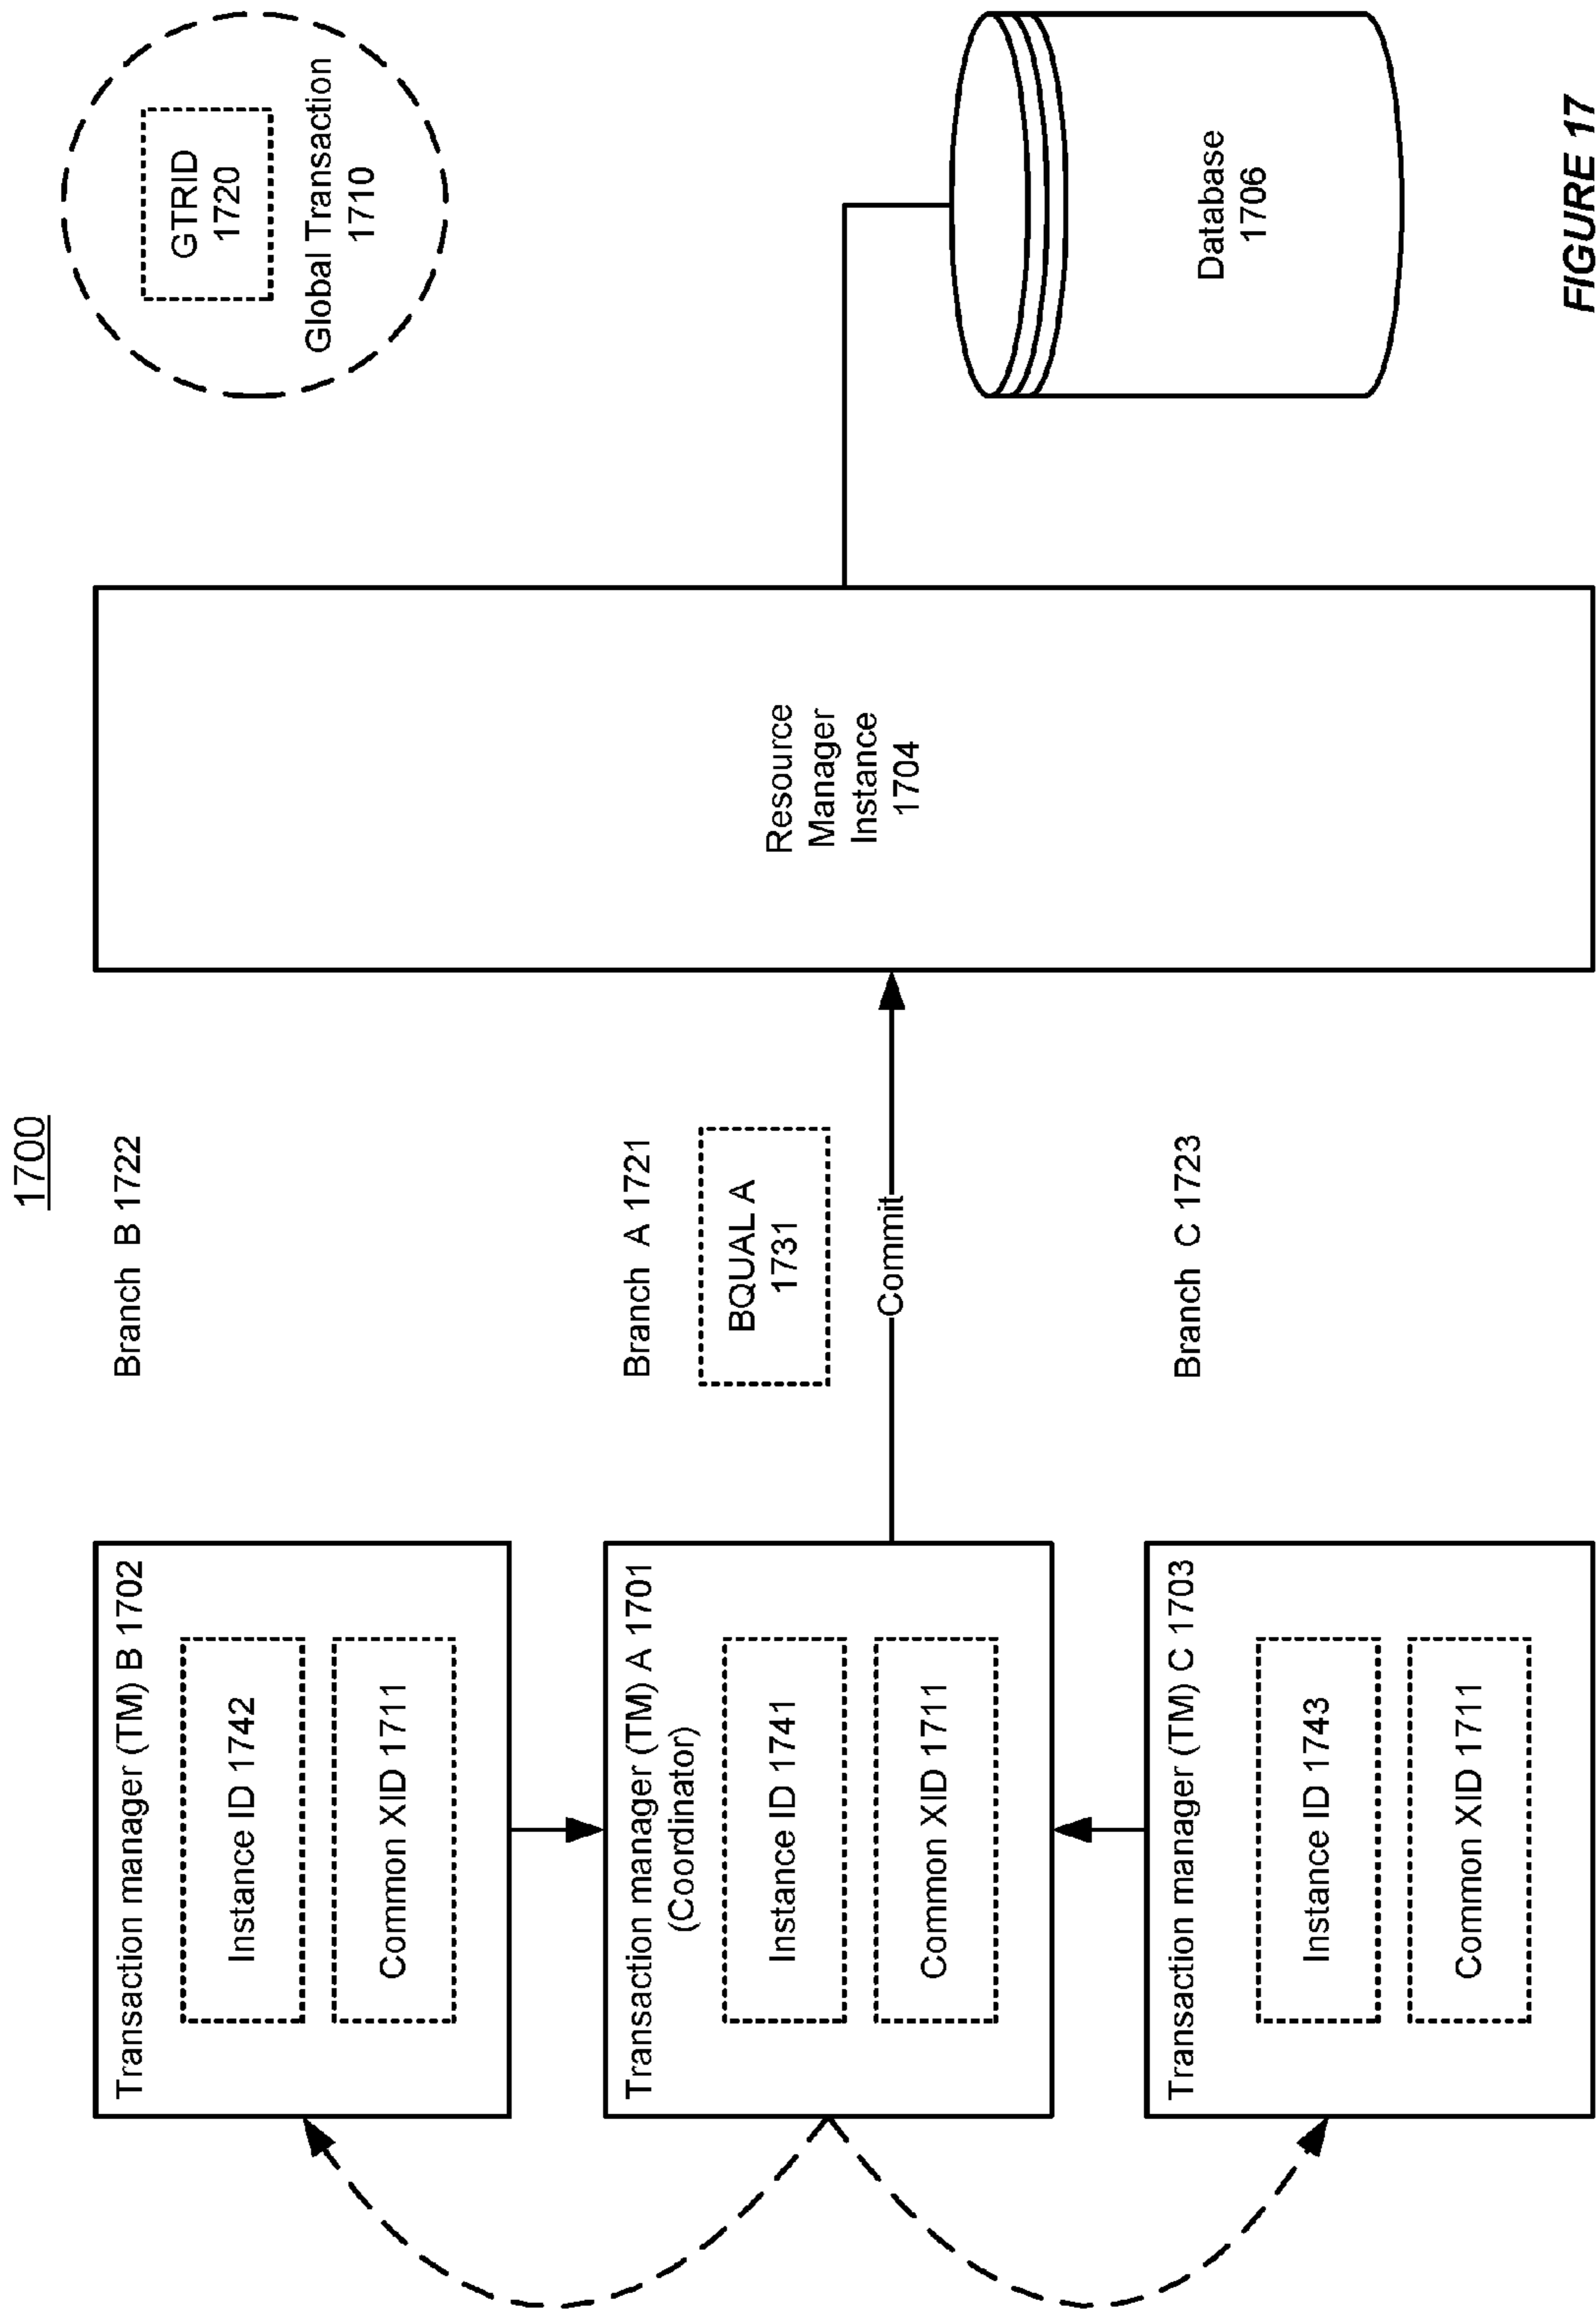 1700
Transaction manager (TM) B 1702
Instance ID 1742
Common XID 1711
Branch B 1722
GTRID
1720
Global Transaction
1710
Transaction manager (TM) A 1701
(Coordinator)
Instance ID 1741
Common XID 1711
Branch A 1721
BQUAL A
1731
Commit
Resource
Manager
Instance
1704
Transaction manager (TM) C 1703
Instance ID 1743
Common XID 1711
Branch C 1723
Database
1706
FIGURE 17